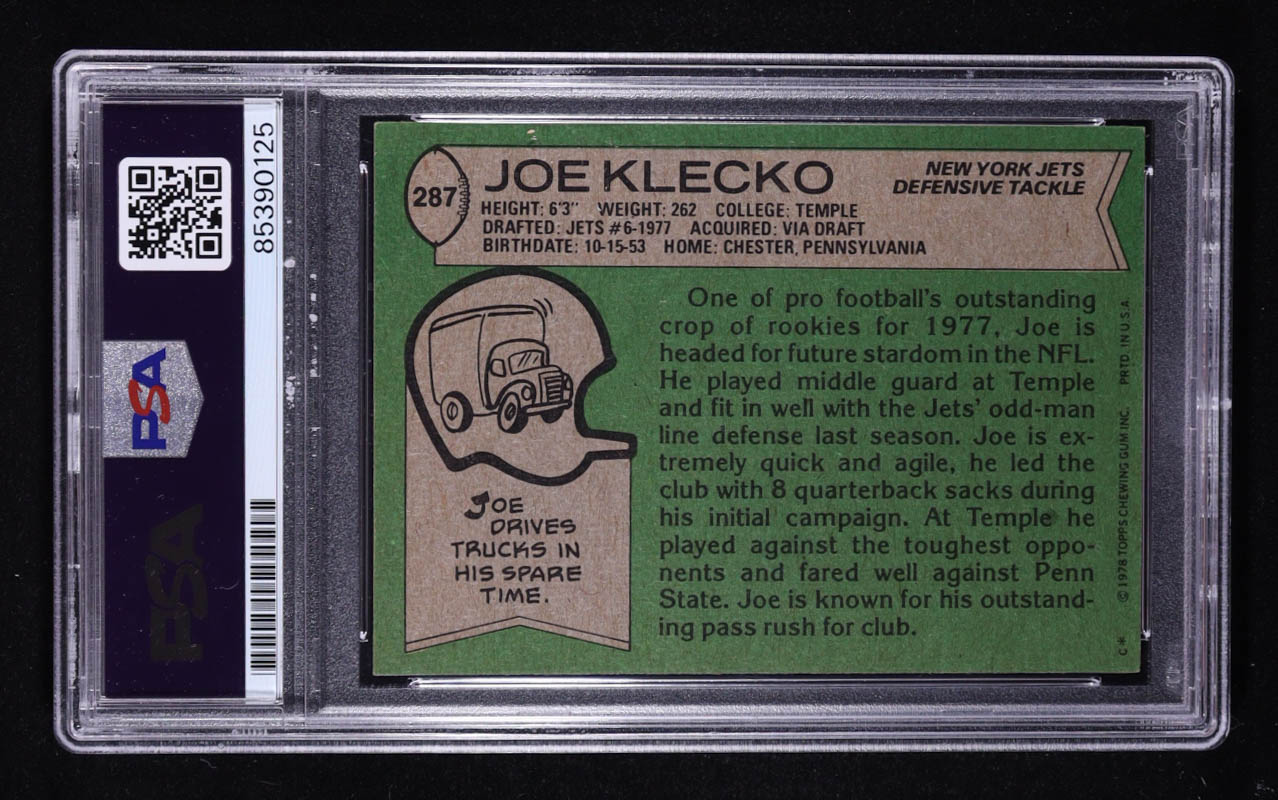 PSA
85390125
PSA
287
JOE KLECKO
NEW YORK JETS
DEFENSIVE TACKLE
HEIGHT: 6'3" WEIGHT: 262 COLLEGE: TEMPLE
DRAFTED: JETS #6-1977 ACQUIRED: VIA DRAFT
BIRTHDATE: 10-15-53 HOME: CHESTER, PENNSYLVANIA
JOE
DRIVES
TRUCKS IN
HIS SPARE
TIME.
One of pro football's outstanding
crop of rookies for 1977, Joe is
headed for future stardom in the NFL.
He played middle guard at Temple
and fit in well with the Jets' odd-man
line defense last season. Joe is ex-
tremely quick and agile, he led the
club with 8 quarterback sacks during
his initial campaign. At Temple he
played against the toughest oppo-
nents and fared well against Penn
State. Joe is known for his outstand-
ing pass rush for club.
C* © 1978 TOPPS CHEWING GUM INC. PRTD. IN U.S.A.